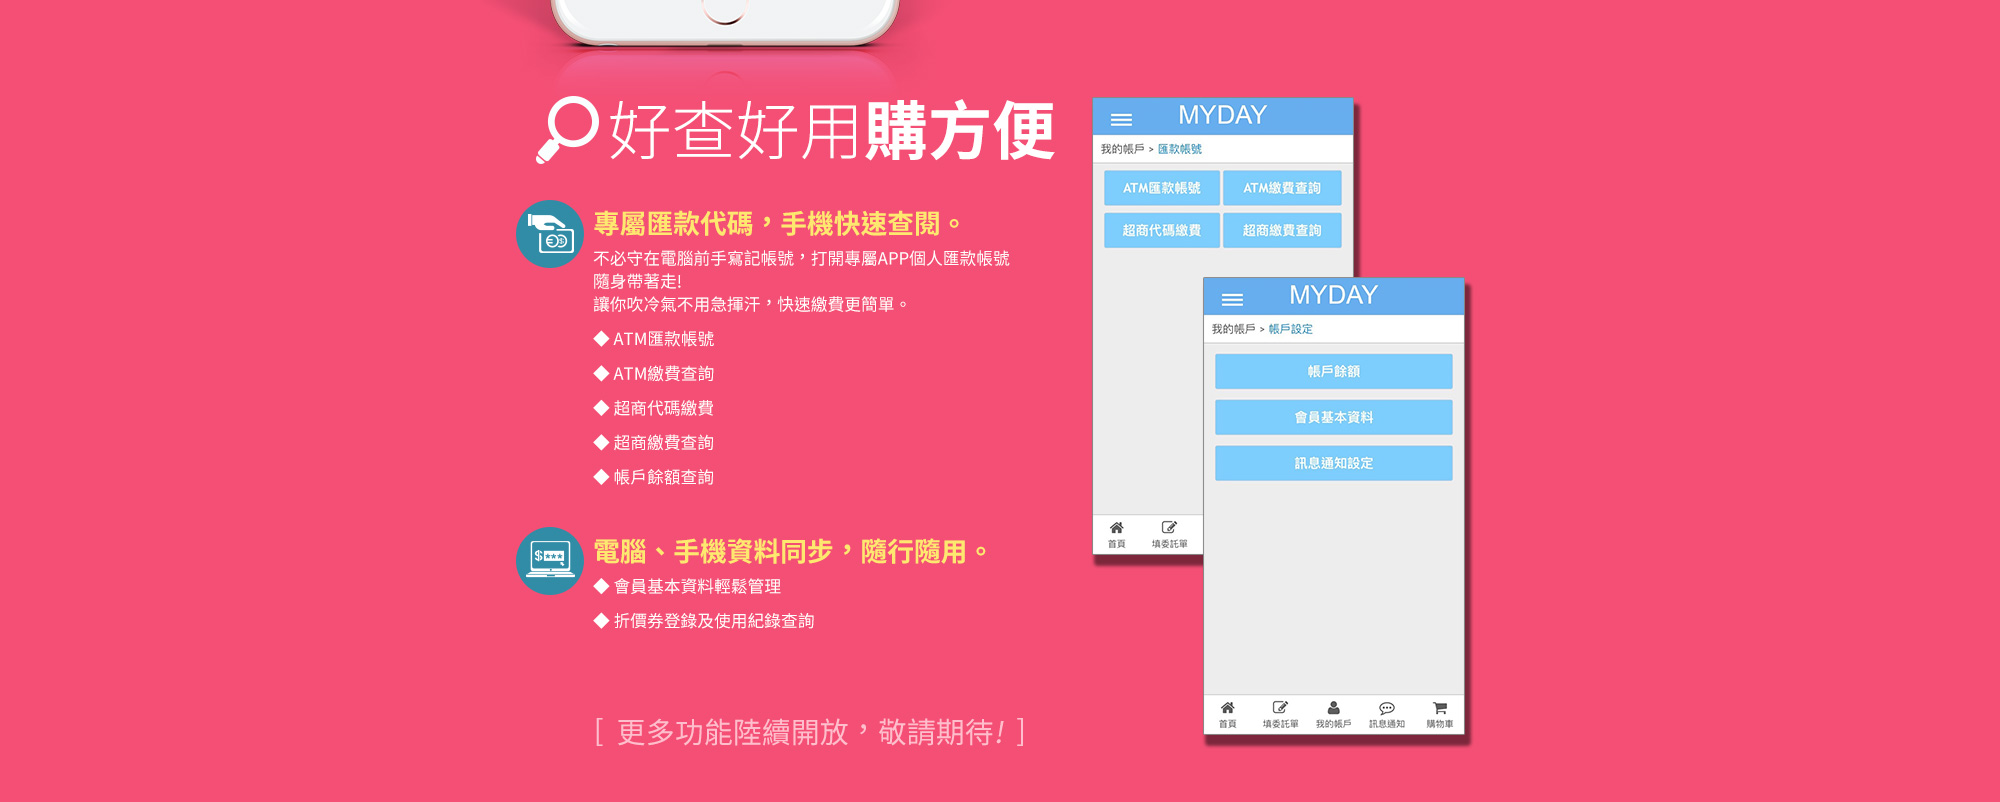 好查好用購方便
專屬匯款代碼，手機快速查閱。
不必守在電腦前手寫記帳號，打開專屬APP個人匯款帳號
隨身帶著走!
讓你吹冷氣不用急揮汗，快速繳費更簡單。
◆ ATM匯款帳號
◆ ATM繳費查詢
◆ 超商代碼繳費
◆ 超商繳費查詢
◆ 帳戶餘額查詢
電腦、手機資料同步，隨行隨用。
◆ 會員基本資料輕鬆管理
◆ 折價券登錄及使用紀錄查詢
[ 更多功能陸續開放，敬請期待! ]
MYDAY
我的帳戶 > 匯款帳號
ATM匯款帳號 ATM繳費查詢
超商代碼繳費 超商繳費查詢
首頁 填委託單
MYDAY
我的帳戶 > 帳戶設定
帳戶餘額
會員基本資料
訊息通知設定
首頁 填委託單 我的帳戶 訊息通知 購物車